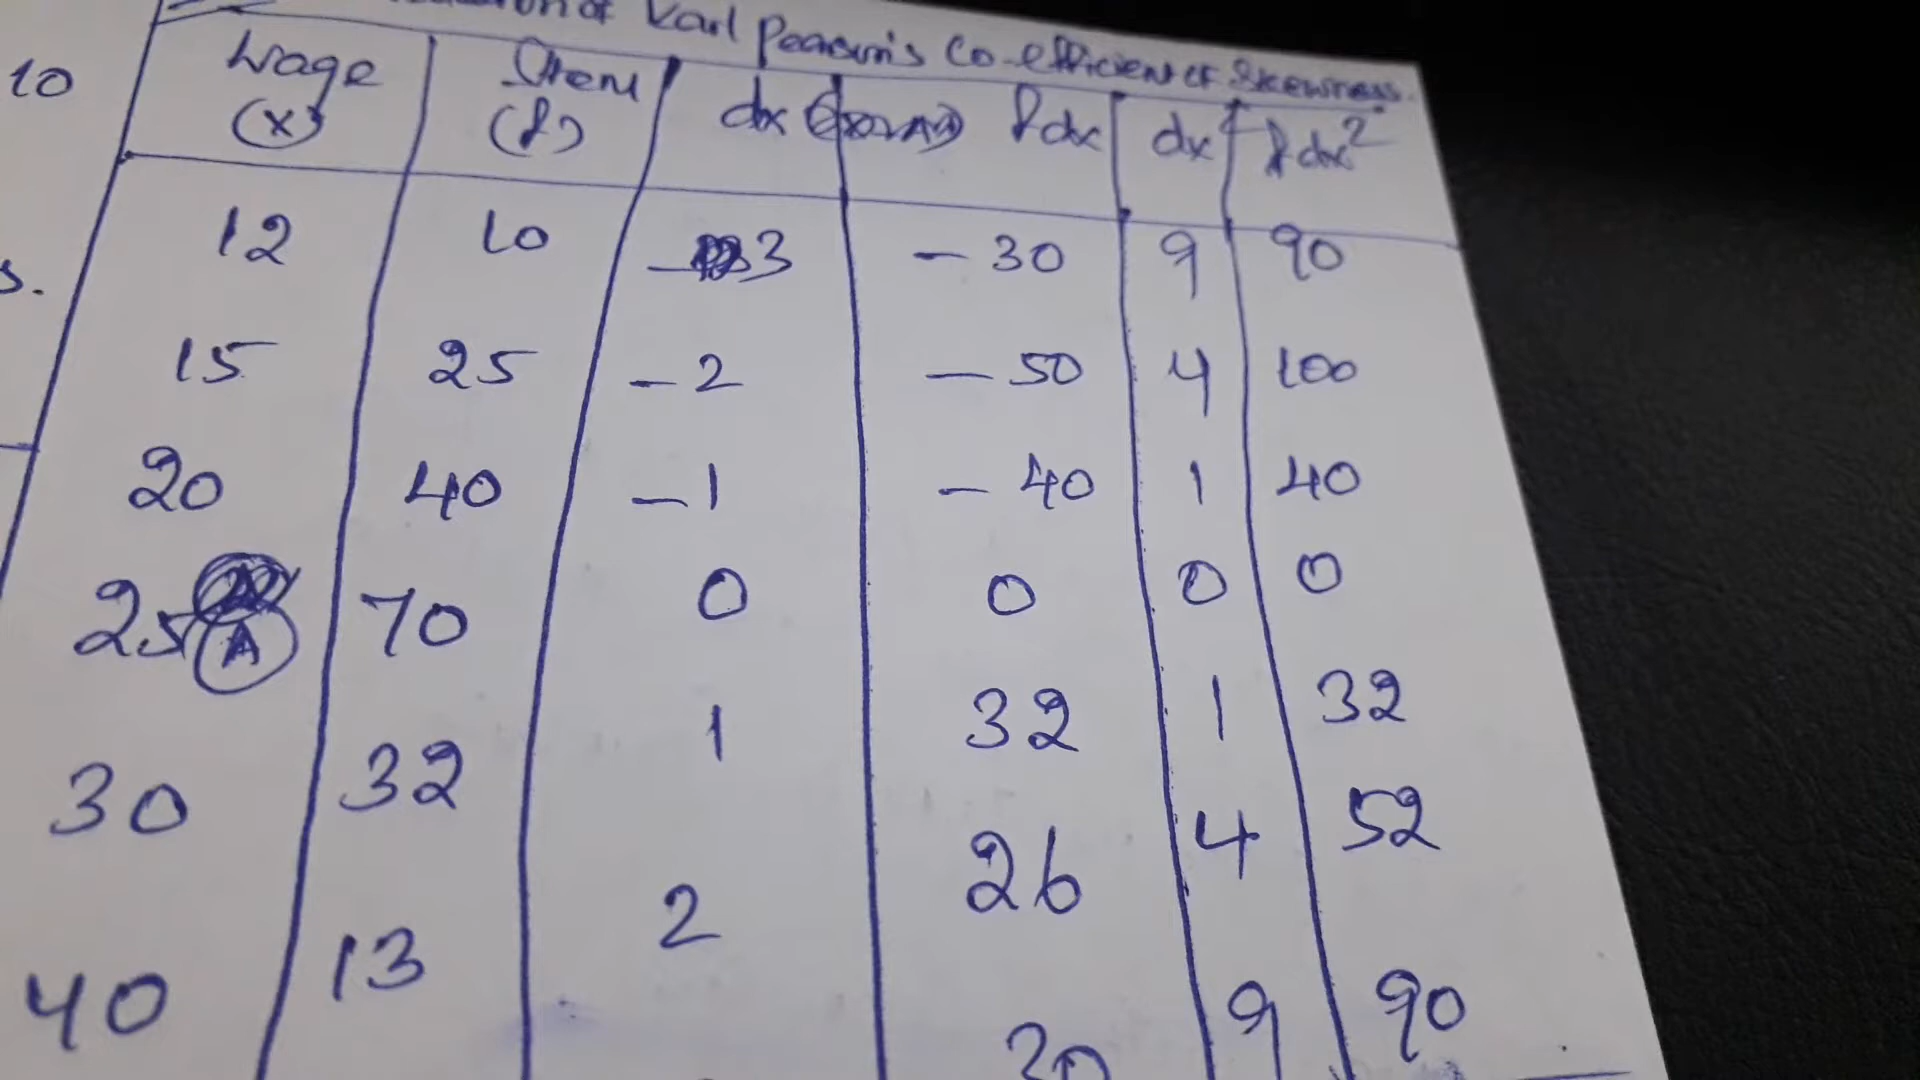 of Karl Pearson's Co-efficient of Skewness.
10
Wage (x) Item (f) dx fdx dx² fdx²
12 10 -3 -30 9 90
s.
15 25 -2 -50 4 100
20 40 -1 -40 1 40
25 A 70 0 0 0 0
30 32 1 32 1 32
40 13 2 26 4 52
30 9 90